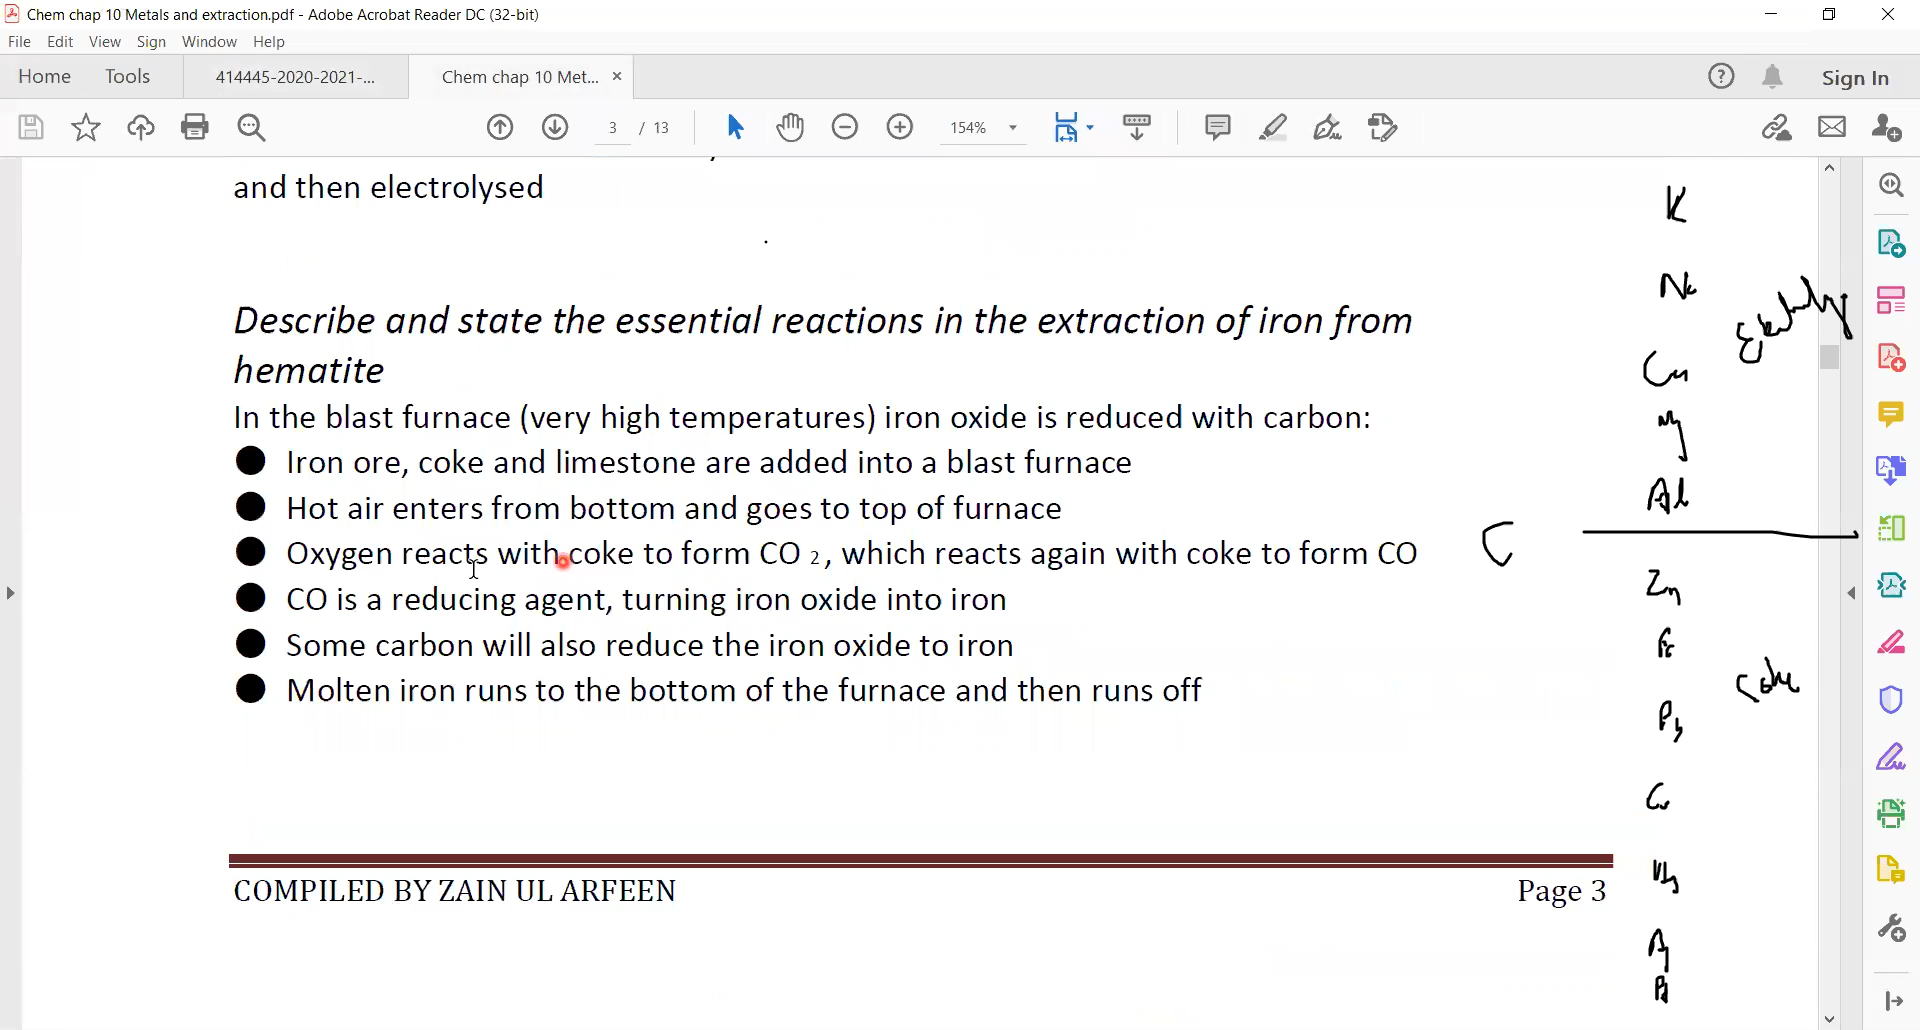 Chem chap 10 Metals and extraction.pdf - Adobe Acrobat Reader DC (32-bit)
File Edit View Sign Window Help
Home Tools 414445-2020-2021-... Chem chap 10 Met... × Sign In
3 / 13 154%
and then electrolysed
Describe and state the essential reactions in the extraction of iron from
hematite
In the blast furnace (very high temperatures) iron oxide is reduced with carbon:
● Iron ore, coke and limestone are added into a blast furnace
● Hot air enters from bottom and goes to top of furnace
● Oxygen reacts with coke to form CO 2, which reacts again with coke to form CO
● CO is a reducing agent, turning iron oxide into iron
● Some carbon will also reduce the iron oxide to iron
● Molten iron runs to the bottom of the furnace and then runs off
COMPILED BY ZAIN UL ARFEEN Page 3
K
Mg
Al
C
Zn
Fe
Pb
coke